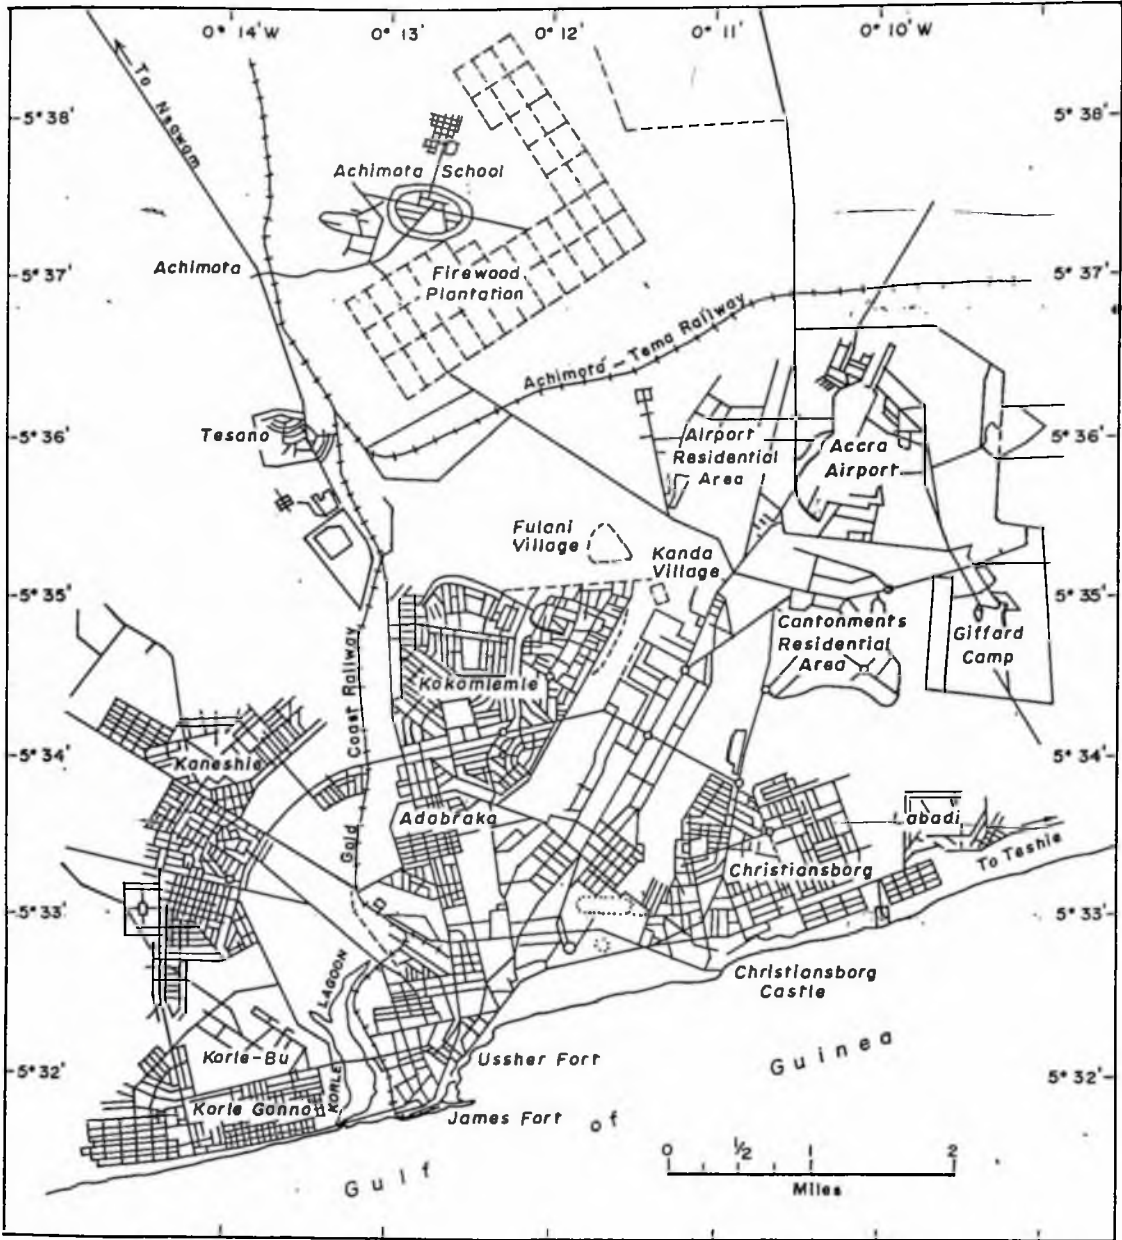 0° 14' W
0° 13'
0° 12'
0° 11'
0° 10' W
To Nsawam
5° 38'
5° 38'
Achimota School
Achimota
5° 37'
5° 37'
Firewood
Plantation
Achimota – Tema Railway
Tesano
5° 36'
5° 36'
Airport
Residential
Area
Accra
Airport
Fulani
Village
Kanda
Village
5° 35'
5° 35'
Cantonments
Residential
Area
Giffard
Camp
Kokomlemle
Gold Coast Railway
5° 34'
5° 34'
Kaneshie
Adabraka
abadi
To Teshie
Christiansborg
5° 33'
5° 33'
Christiansborg
Castle
KORLE LAGOON
Korle-Bu
Ussher Fort
5° 32'
5° 32'
Korle Gonno
James Fort
Gulf of Guinea
0 ½ 1 2
Miles